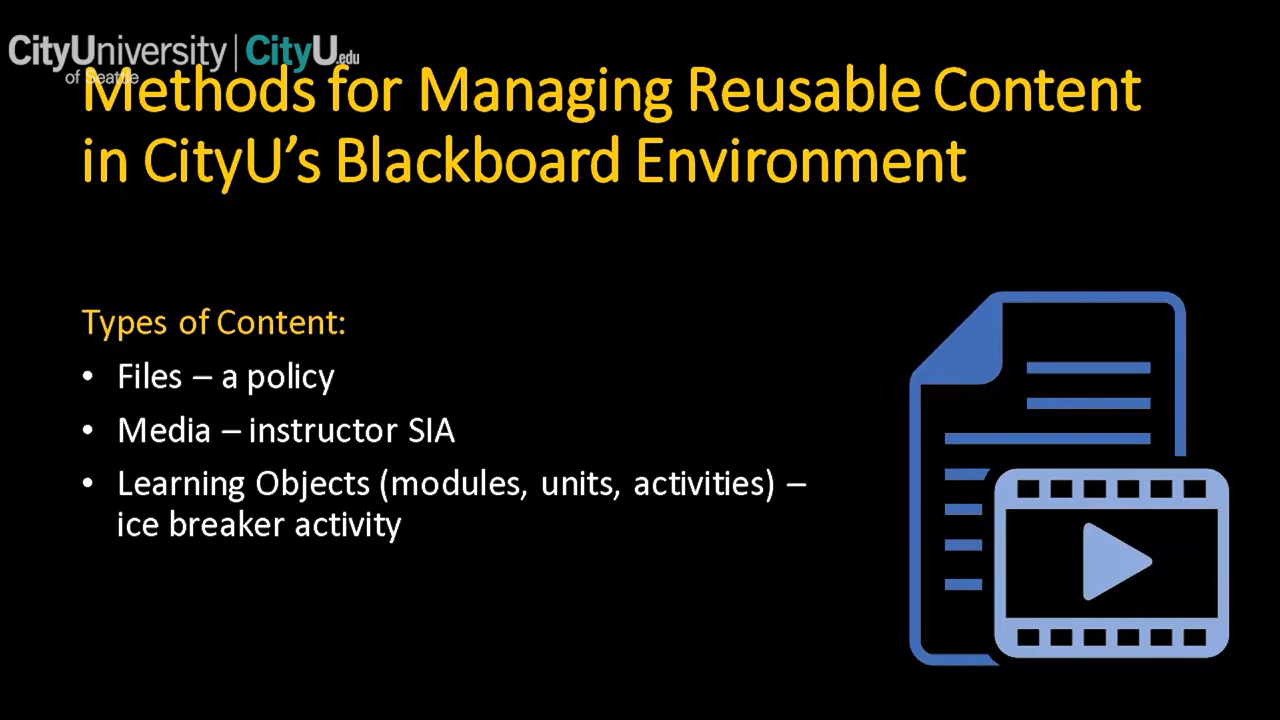 CityUniversity | CityU.edu
of Seattle
Methods for Managing Reusable Content
in CityU’s Blackboard Environment
Types of Content:
• Files – a policy
• Media – instructor SIA
• Learning Objects (modules, units, activities) –
ice breaker activity